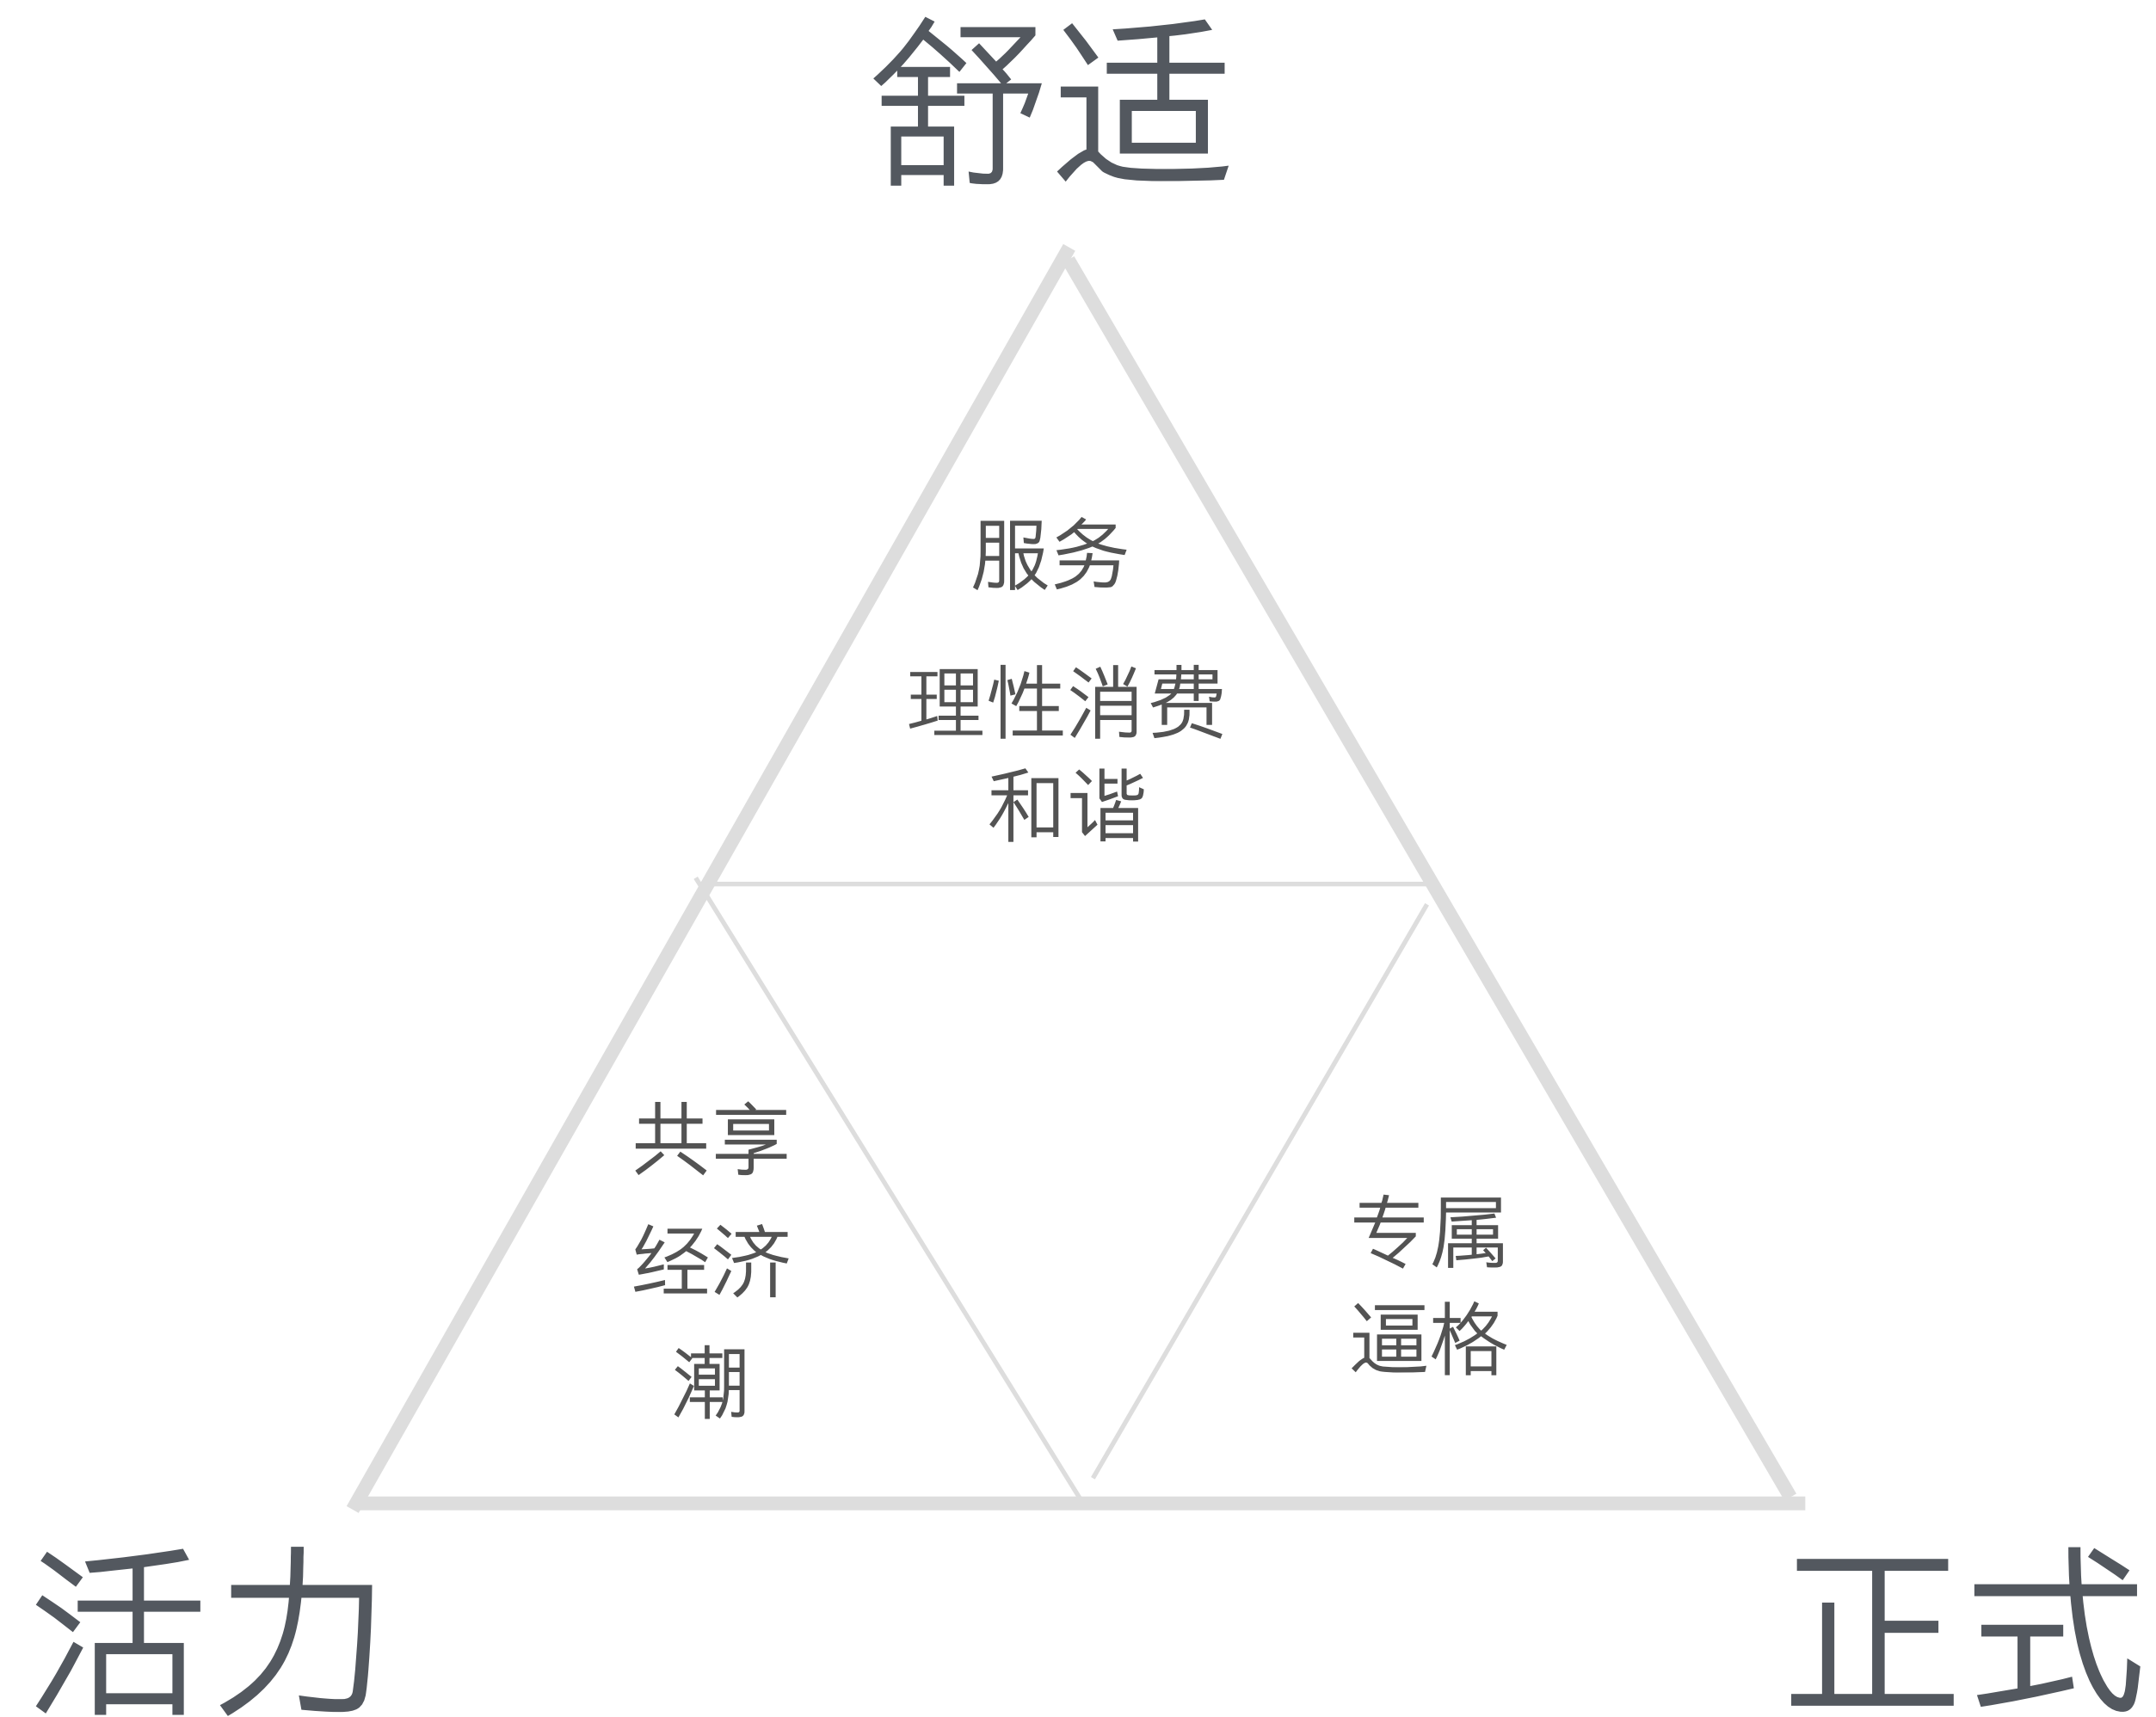 舒适
服务
理性消费
和谐
共享
经济
潮
专属
逼格
活力
正式